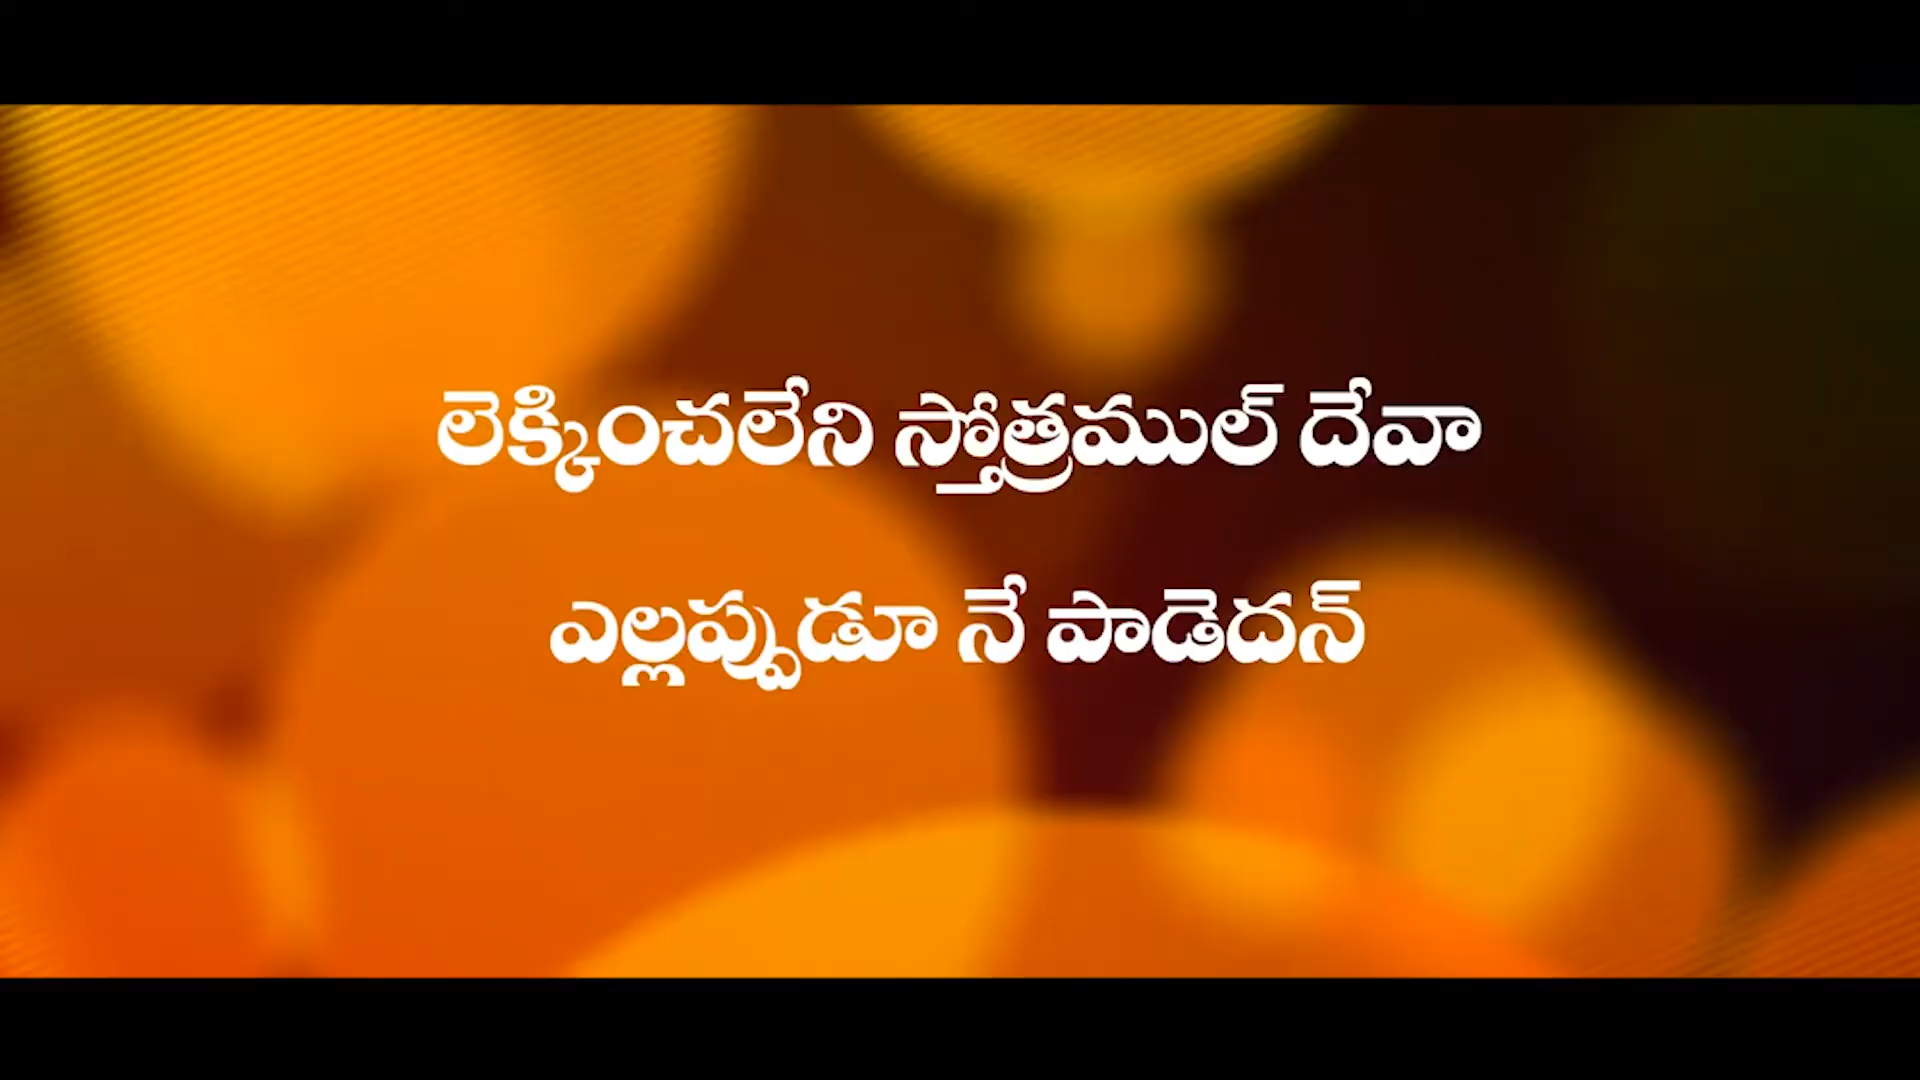 లెక్కించలేని స్తోత్రముల్ దేవా
ఎల్లప్పుడూ నే పాడెదన్